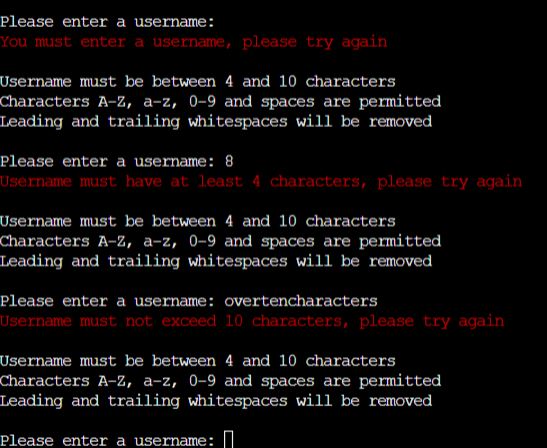 Please enter a username:
You must enter a username, please try again
Username must be between 4 and 10 characters
Characters A-Z, a-z, 0-9 and spaces are permitted
Leading and trailing whitespaces will be removed
Please enter a username: 8
Username must have at least 4 characters, please try again
Username must be between 4 and 10 characters
Characters A-Z, a-z, 0-9 and spaces are permitted
Leading and trailing whitespaces will be removed
Please enter a username: overtencharacters
Username must not exceed 10 characters, please try again
Username must be between 4 and 10 characters
Characters A-Z, a-z, 0-9 and spaces are permitted
Leading and trailing whitespaces will be removed
Please enter a username: